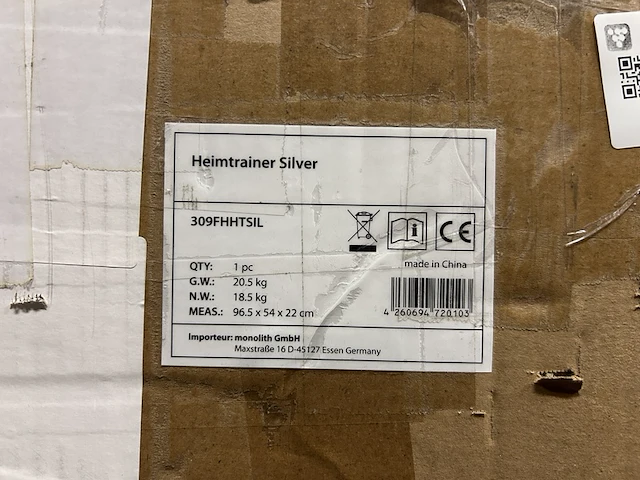 Heimtrainer Silver
309FHHTSIL
CE
made in China
QTY: 1 pc
G.W.: 20.5 kg
N.W.: 18.5 kg
MEAS.: 96.5 x 54 x 22 cm
4 260694 720103
Importeur: monolith GmbH
Maxstraße 16 D-45127 Essen Germany